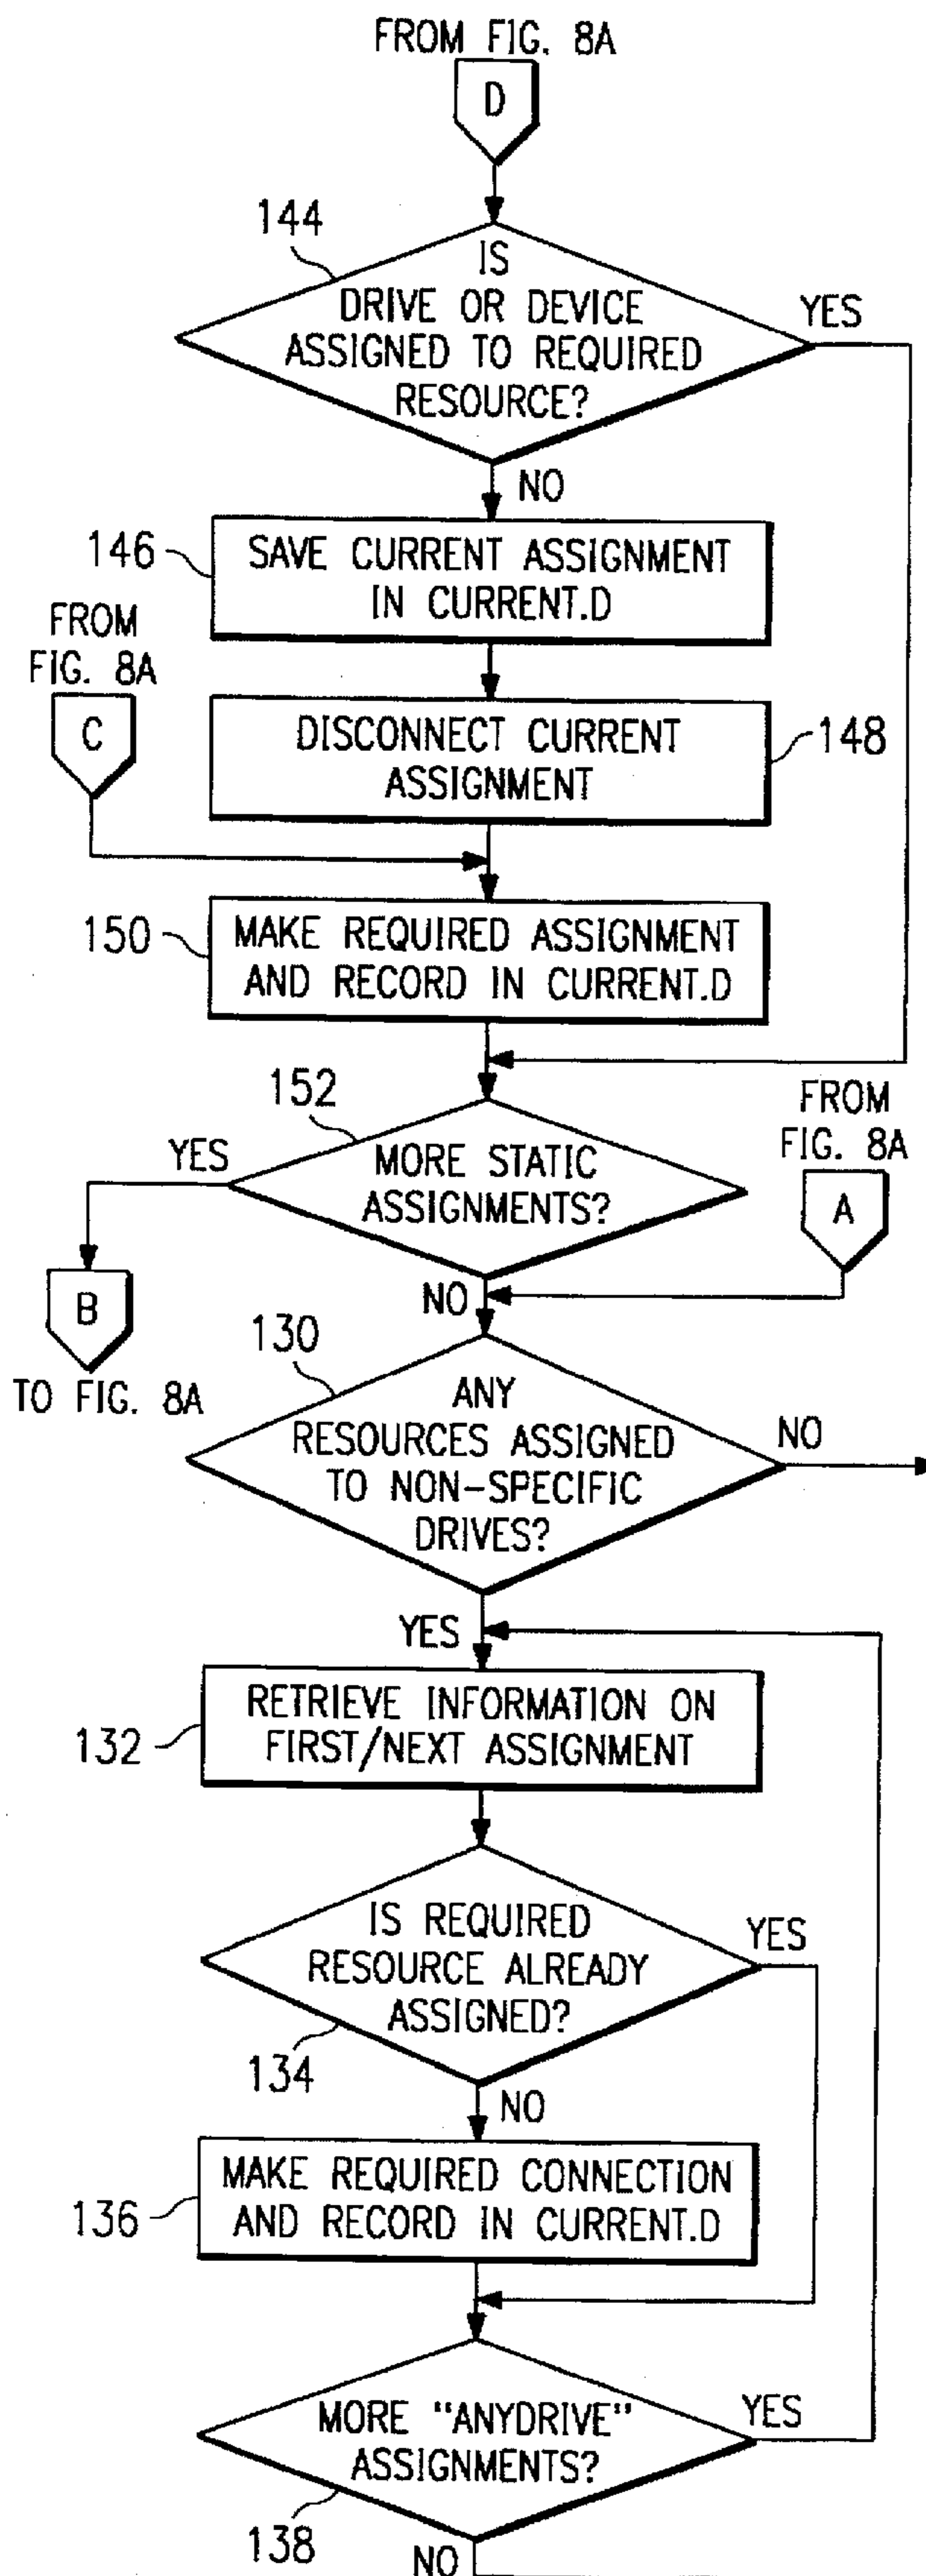 FROM FIG. 8A
D
144
IS
DRIVE OR DEVICE
ASSIGNED TO REQUIRED
RESOURCE?
YES
NO
146
SAVE CURRENT ASSIGNMENT
IN CURRENT.D
FROM
FIG. 8A
C
DISCONNECT CURRENT
ASSIGNMENT
148
150
MAKE REQUIRED ASSIGNMENT
AND RECORD IN CURRENT.D
152
MORE STATIC
ASSIGNMENTS?
YES
FROM
FIG. 8A
A
B
TO FIG. 8A
NO
130
ANY
RESOURCES ASSIGNED
TO NON-SPECIFIC
DRIVES?
NO
YES
132
RETRIEVE INFORMATION ON
FIRST/NEXT ASSIGNMENT
IS REQUIRED
RESOURCE ALREADY
ASSIGNED?
YES
134
NO
136
MAKE REQUIRED CONNECTION
AND RECORD IN CURRENT.D
MORE "ANYDRIVE"
ASSIGNMENTS?
YES
138
NO